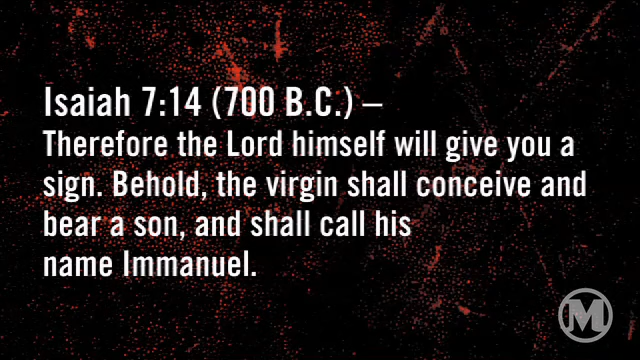 Isaiah 7:14 (700 B.C.) –
Therefore the Lord himself will give you a
sign. Behold, the virgin shall conceive and
bear a son, and shall call his
name Immanuel.
M